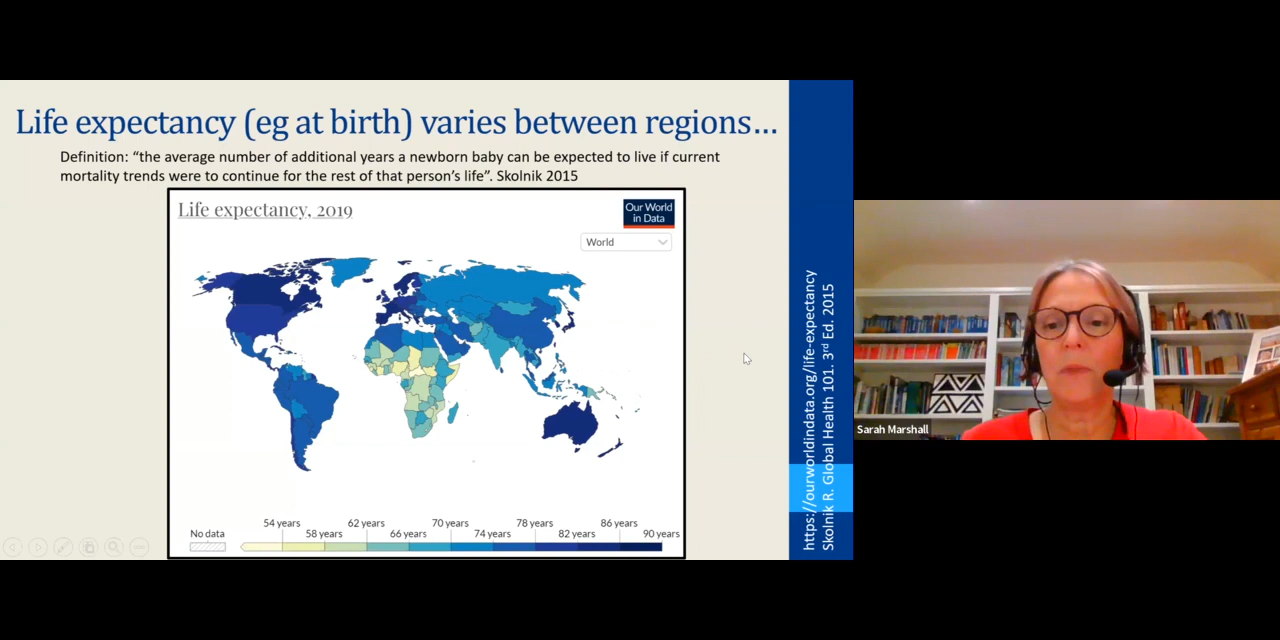 Life expectancy (eg at birth) varies between regions...
Definition: “the average number of additional years a newborn baby can be expected to live if current
mortality trends were to continue for the rest of that person’s life”. Skolnik 2015
Life expectancy, 2019
Our World
in Data
World
No data
54 years
58 years
62 years
66 years
70 years
74 years
78 years
82 years
86 years
90 years
https://ourworldindata.org/life-expectancy
Skolnik R. Global Health 101. 3rd Ed. 2015
Sarah Marshall